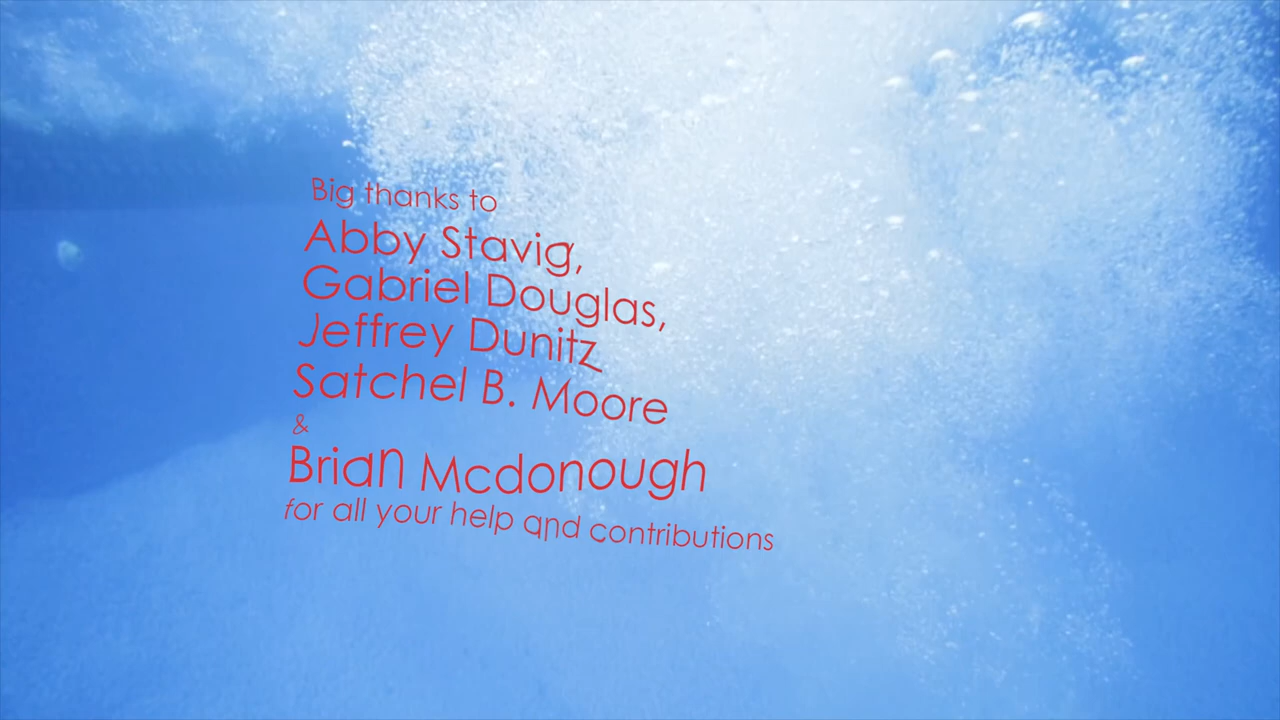 Big thanks to
Abby Stavig,
Gabriel Douglas,
Jeffrey Dunitz
Satchel B. Moore
&
Brian Mcdonough
for all your help and contributions